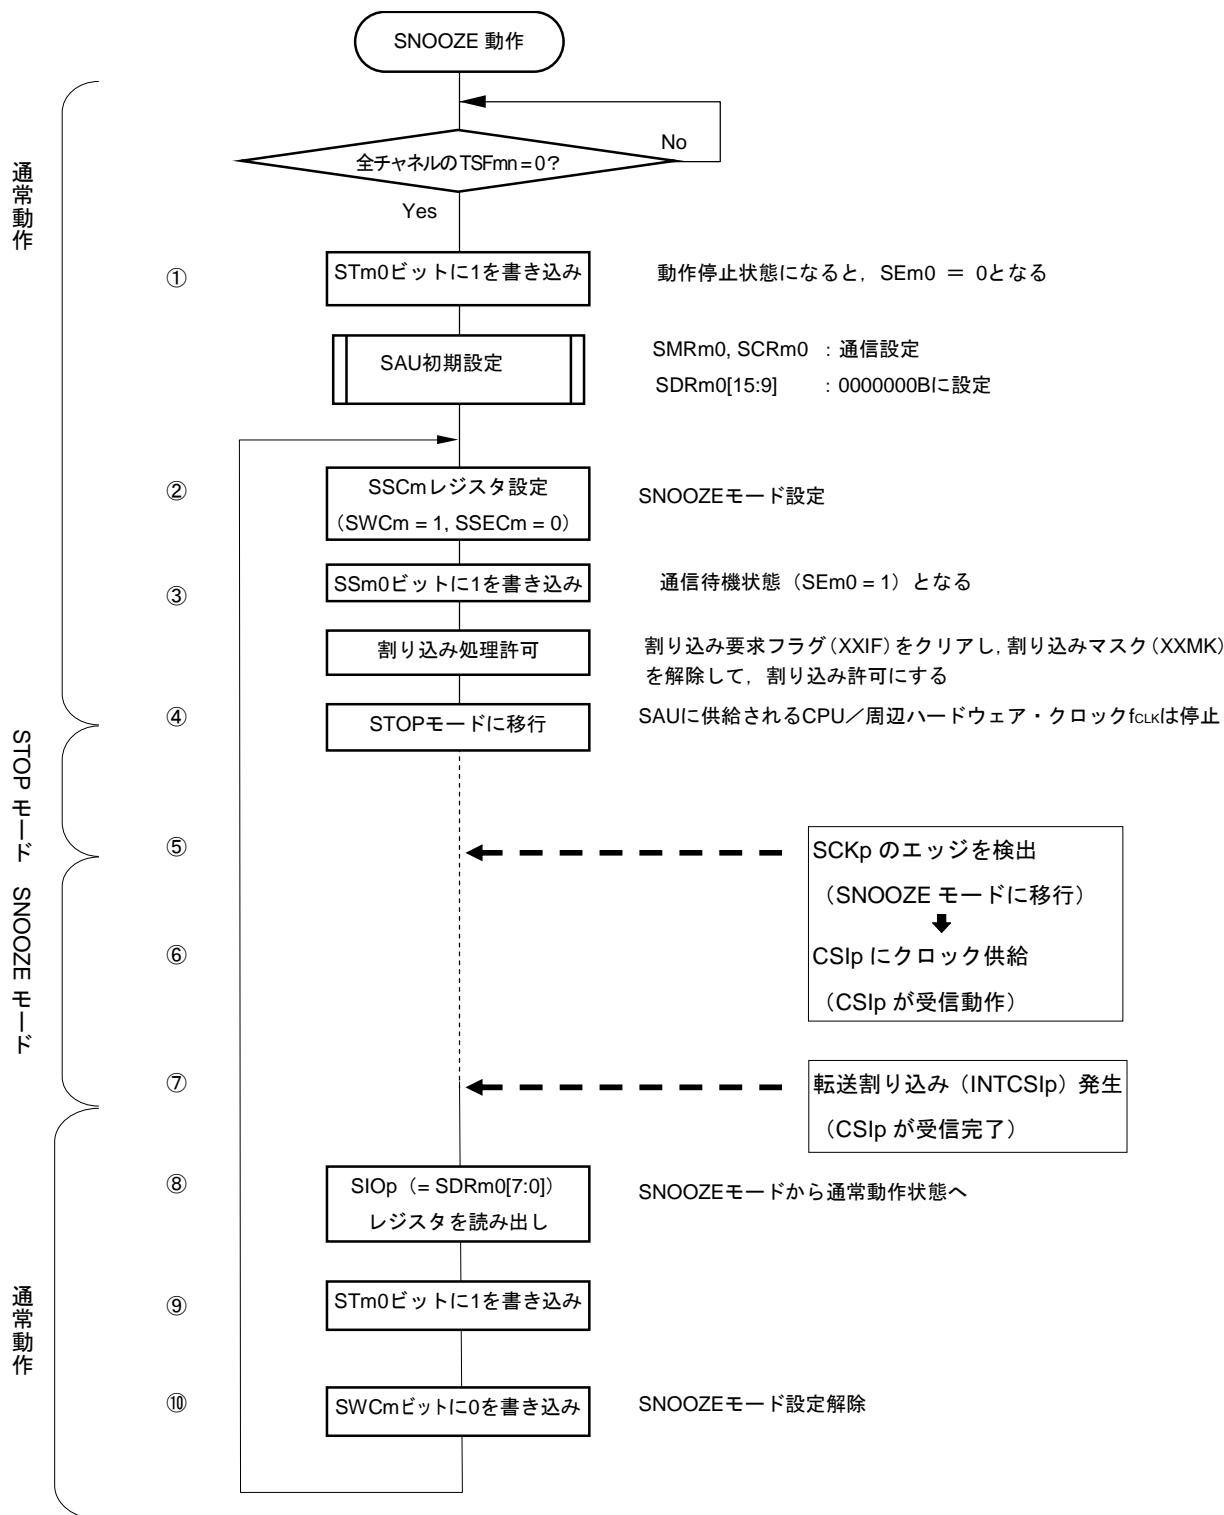 SNOOZE 動作
No
全チャネルのTSFmn = 0?
Yes
通常動作
①
STm0ビットに1を書き込み
動作停止状態になると, SEm0 = 0となる
SAU初期設定
SMRm0, SCRm0 : 通信設定
SDRm0[15:9] : 0000000Bに設定
②
SSCmレジスタ設定
(SWCm = 1, SSECm = 0)
SNOOZEモード設定
③
SSm0ビットに1を書き込み
通信待機状態(SEm0 = 1)となる
割り込み処理許可
割り込み要求フラグ(XXIF)をクリアし, 割り込みマスク(XXMK)
を解除して, 割り込み許可にする
④
STOPモードに移行
SAUに供給されるCPU/周辺ハードウェア・クロックfCLKは停止
STOP モード
⑤
SCKp のエッジを検出
(SNOOZE モードに移行)
SNOOZE モード
⑥
CSIp にクロック供給
(CSIp が受信動作)
⑦
転送割り込み(INTCSIp)発生
(CSIp が受信完了)
⑧
SIOp (= SDRm0[7:0])
レジスタを読み出し
SNOOZEモードから通常動作状態へ
通常動作
⑨
STm0ビットに1を書き込み
⑩
SWCmビットに0を書き込み
SNOOZEモード設定解除